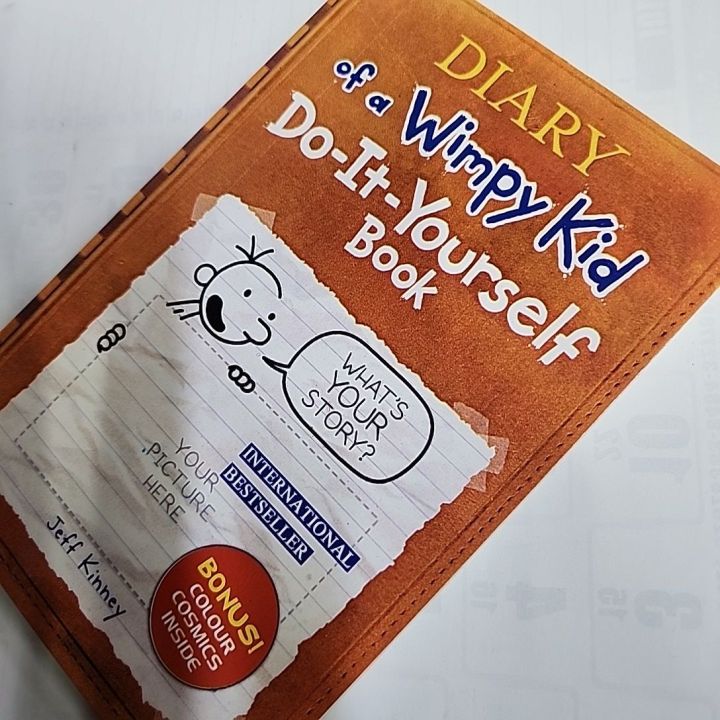 DIARY
of a Wimpy Kid
Do-It-Yourself
Book
WHAT'S
YOUR
STORY?
YOUR
PICTURE
HERE
INTERNATIONAL
BESTSELLER
Jeff Kinney
BONUS!
COLOUR
COSMICS
INSIDE